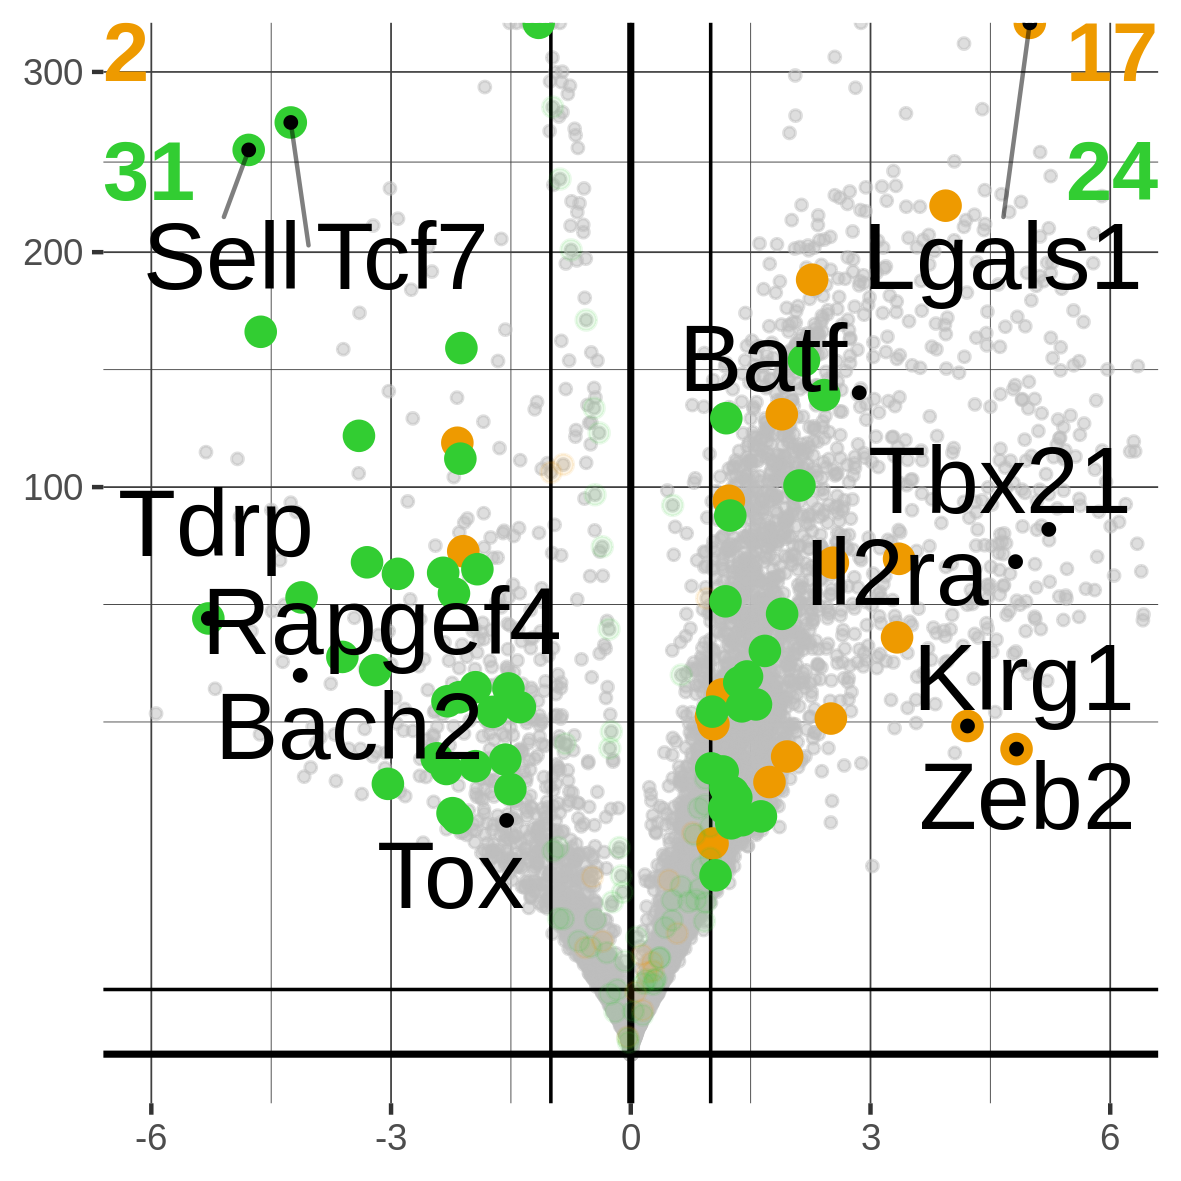 2
17
300
31
24
Sell Tcf7
Lgals1
200
Batf
Tbx21
100
Tdrp
Il2ra
Rapgef4
Klrg1
Bach2
Zeb2
Tox
-6 -3 0 3 6